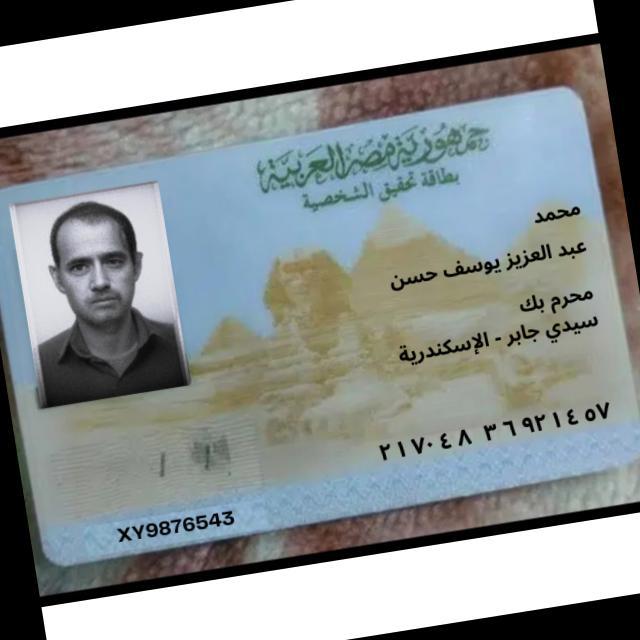 جمهورية مصر العربية
بطاقة تحقيق الشخصية
محمد
عبد العزيز يوسف حسن
محرم بك
سيدي جابر - الإسكندرية
٢١٧٠٤٨ ٣٦٩٢١٤٥٧
XY9876543